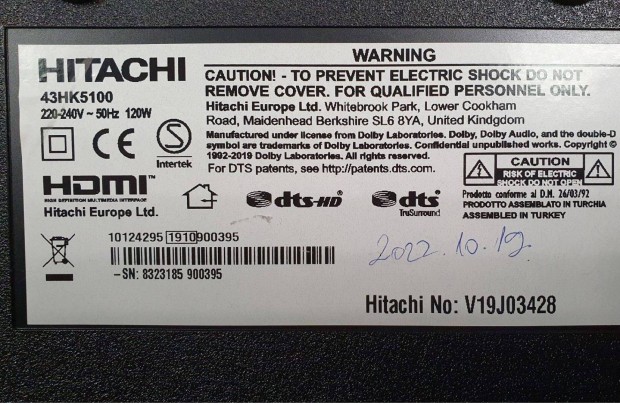 HITACHI
43HK5100
220-240V ~ 50Hz 120W
CE
S
Intertek
HDMI™
HIGH DEFINITION MULTIMEDIA INTERFACE
Hitachi Europe Ltd.
WARNING
CAUTION! - TO PREVENT ELECTRIC SHOCK DO NOT
REMOVE COVER. FOR QUALIFIED PERSONNEL ONLY.
Hitachi Europe Ltd. Whitebrook Park, Lower Cookham
Road, Maidenhead Berkshire SL6 8YA, United Kindgdom
Manufactured under license from Dolby Laboratories. Dolby, Dolby Audio, and the double-D
symbol are trademarks of Dolby Laboratories. Confidential unpublished works. Copyright ©
1992-2019 Dolby Laboratories. All rights reserved.
For DTS patents, see http://patents.dts.com.
CAUTION
RISK OF ELECTRIC
SHOCK DO NOT OPEN
dts-HD
dts
TruSurround
Prodotto conforme al D.M. 26/03/92
PRODOTTO ASSEMBLATO IN TURCHIA
ASSEMBLED IN TURKEY
10124295 1910 900395
-SN: 8323185 900395
2022.10.19.
Hitachi No: V19J03428